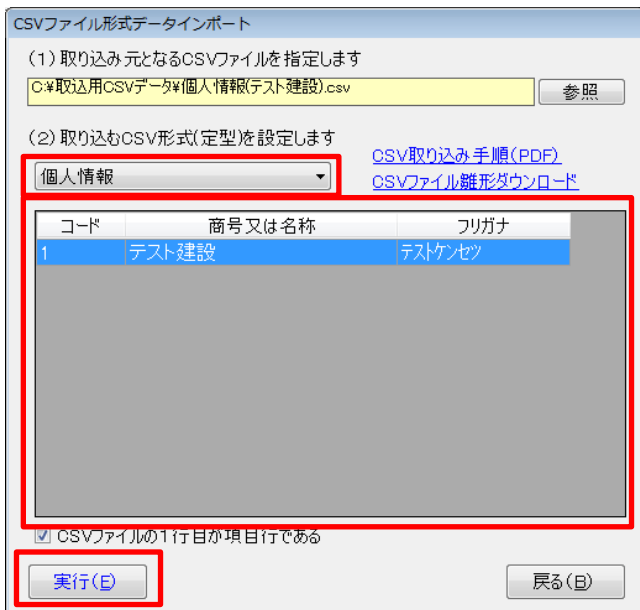 CSVファイル形式データインポート
(1)取り込み元となるCSVファイルを指定します
C:¥取込用CSVデータ¥個人情報(テスト建設).csv
参照
(2)取り込むCSV形式(定型)を設定します
CSV取り込み手順(PDF)
個人情報
CSVファイル雛形ダウンロード
コード 商号又は名称 フリガナ
1 テスト建設 テストケンセツ
CSVファイルの1行目が項目行である
実行(E) 戻る(B)